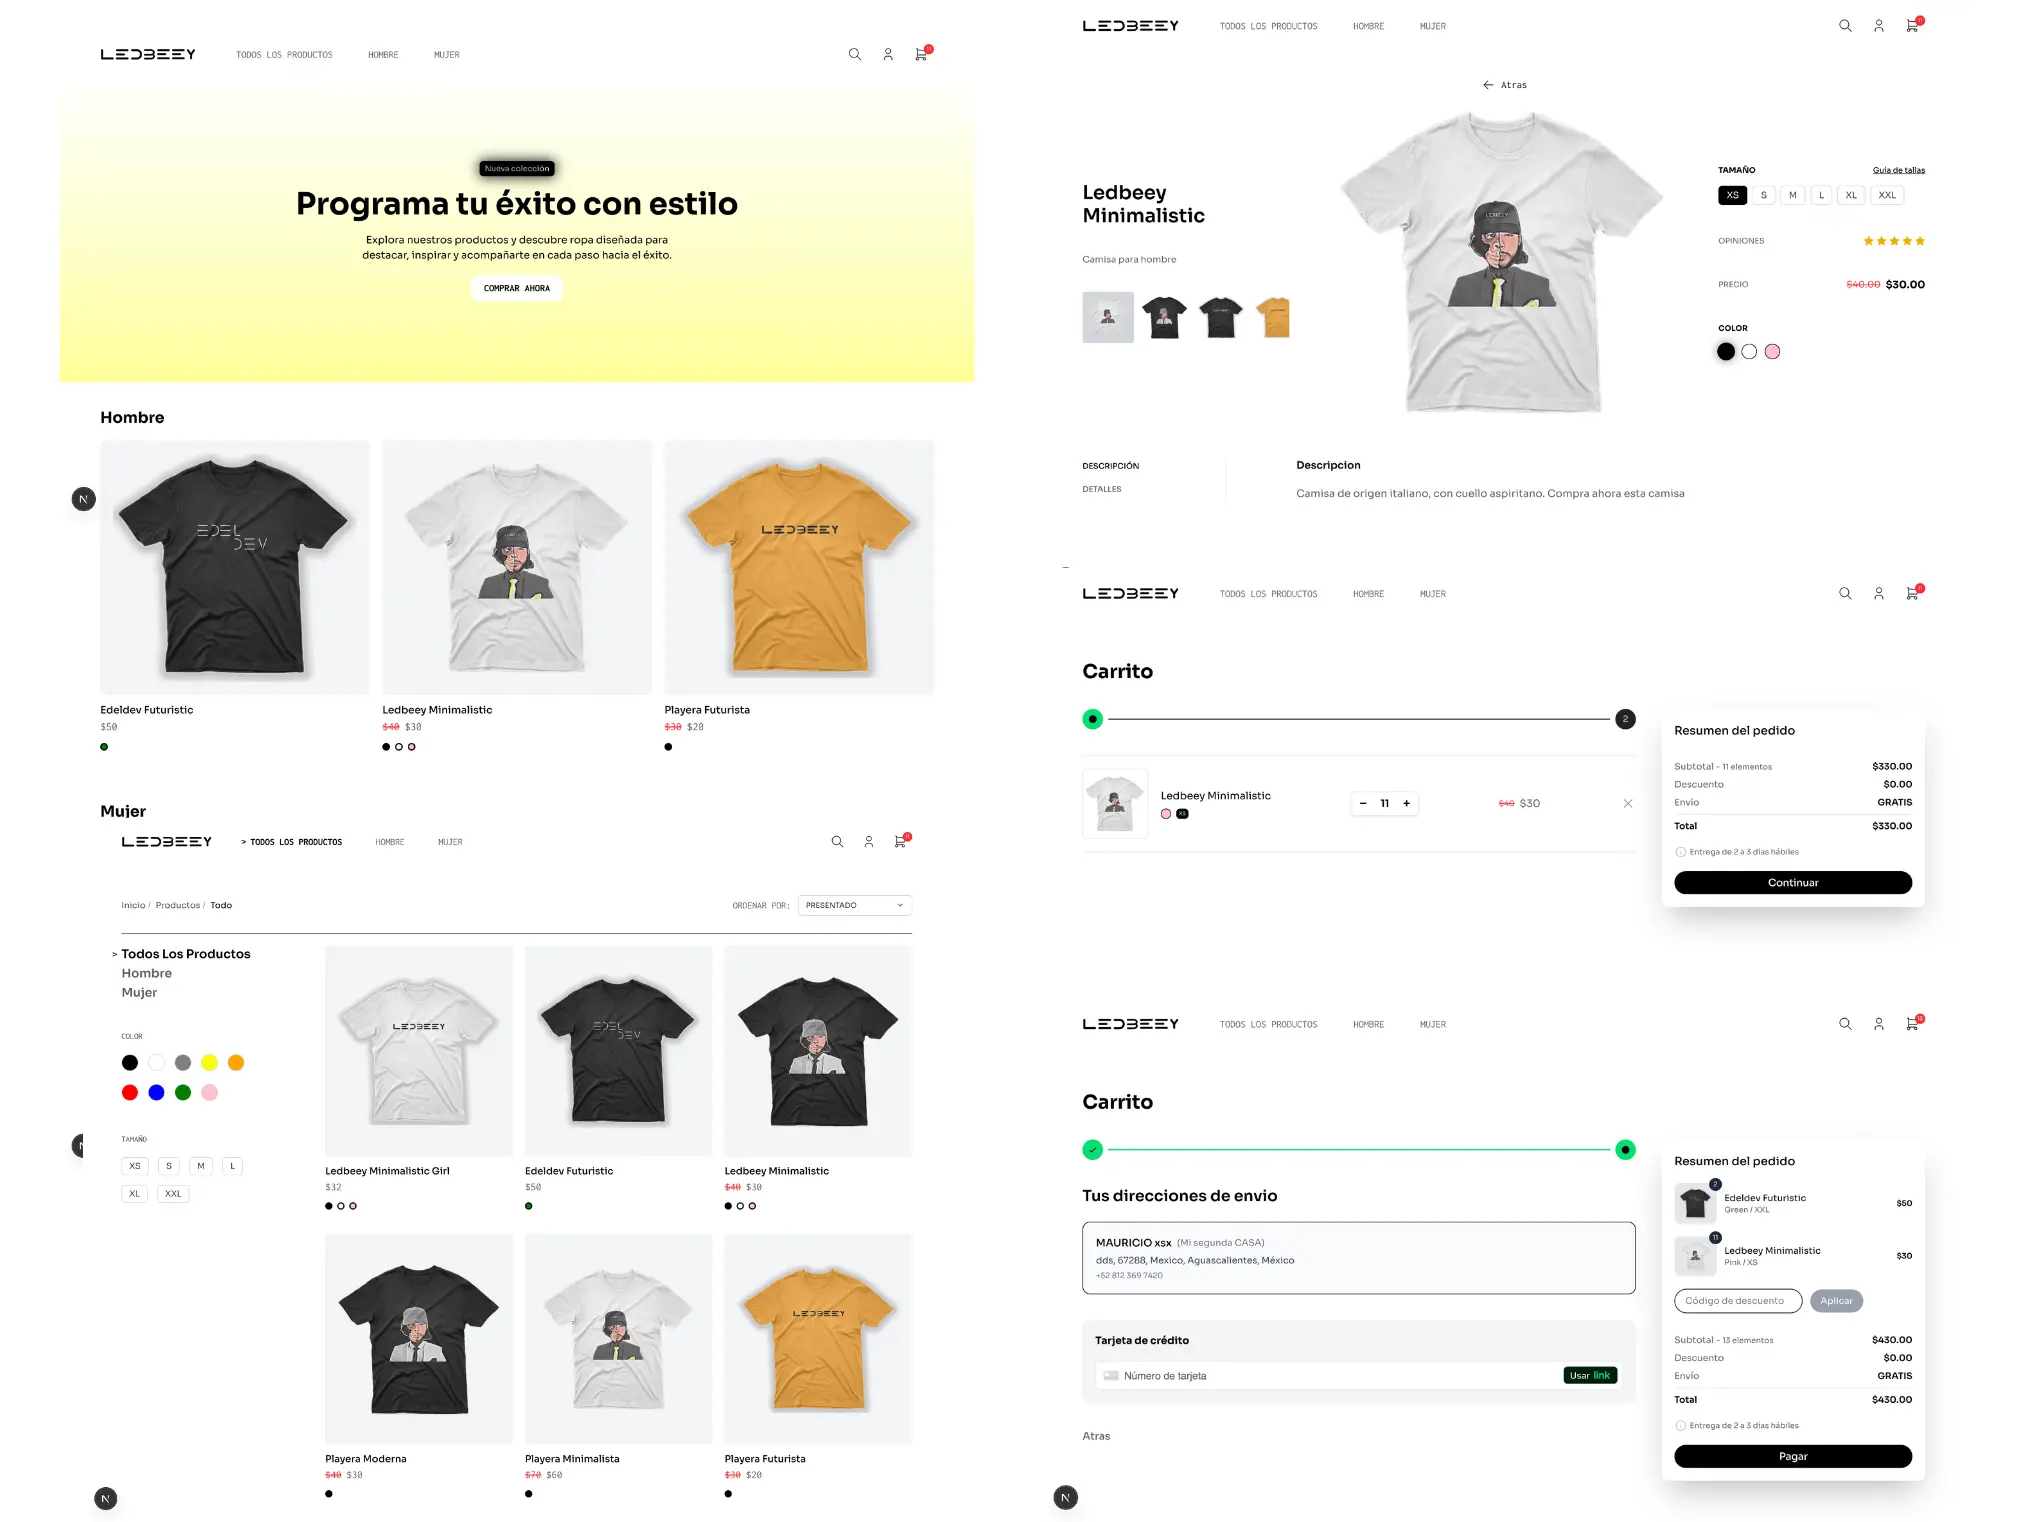 LEDBEEY
TODOS LOS PRODUCTOS HOMBRE MUJER
11
Nueva colección
Programa tu éxito con estilo
Explora nuestros productos y descubre ropa diseñada para
destacar, inspirar y acompañarte en cada paso hacia el éxito.
COMPRAR AHORA
Hombre
EDEL
DEV
LEDBEEY
LEDBEEY
N
Edeldev Futuristic
$50
Ledbeey Minimalistic
$40 $30
Playera Futurista
$30 $20
Mujer
LEDBEEY
> TODOS LOS PRODUCTOS HOMBRE MUJER
11
Inicio / Productos / Todo
ORDENAR POR: PRESENTADO
> Todos Los Productos
Hombre
Mujer
COLOR
TAMAÑO
XS S M L
XL XXL
LEDBEEY
EDEL
DEV
Ledbeey Minimalistic Girl
$32
Edeldev Futuristic
$50
Ledbeey Minimalistic
$40 $30
LEDBEEY
Playera Moderna
$40 $30
Playera Minimalista
$70 $60
Playera Futurista
$30 $20
N
LEDBEEY
TODOS LOS PRODUCTOS HOMBRE MUJER
11
← Atras
Ledbeey
Minimalistic
Camisa para hombre
LEDBEEY
TAMAÑO Guía de tallas
XS S M L XL XXL
OPINIONES
PRECIO $40.00 $30.00
COLOR
DESCRIPCIÓN
DETALLES
Descripcion
Camisa de origen italiano, con cuello aspiritano. Compra ahora esta camisa
LEDBEEY
TODOS LOS PRODUCTOS HOMBRE MUJER
11
Carrito
2
Ledbeey Minimalistic
XS
− 11 +
$40 $30
Resumen del pedido
Subtotal - 11 elementos $330.00
Descuento $0.00
Envío GRATIS
Total $330.00
Entrega de 2 a 3 días hábiles
Continuar
LEDBEEY
TODOS LOS PRODUCTOS HOMBRE MUJER
13
Carrito
Tus direcciones de envio
MAURICIO xsx (Mi segunda CASA)
dds, 67288, Mexico, Aguascalientes, México
+52 812 369 7420
Tarjeta de crédito
Número de tarjeta
Usar link
Atras
Resumen del pedido
2
Edeldev Futuristic
Green / XXL
$50
11
Ledbeey Minimalistic
Pink / XS
$30
Código de descuento Aplicar
Subtotal - 13 elementos $430.00
Descuento $0.00
Envío GRATIS
Total $430.00
Entrega de 2 a 3 días hábiles
Pagar
N